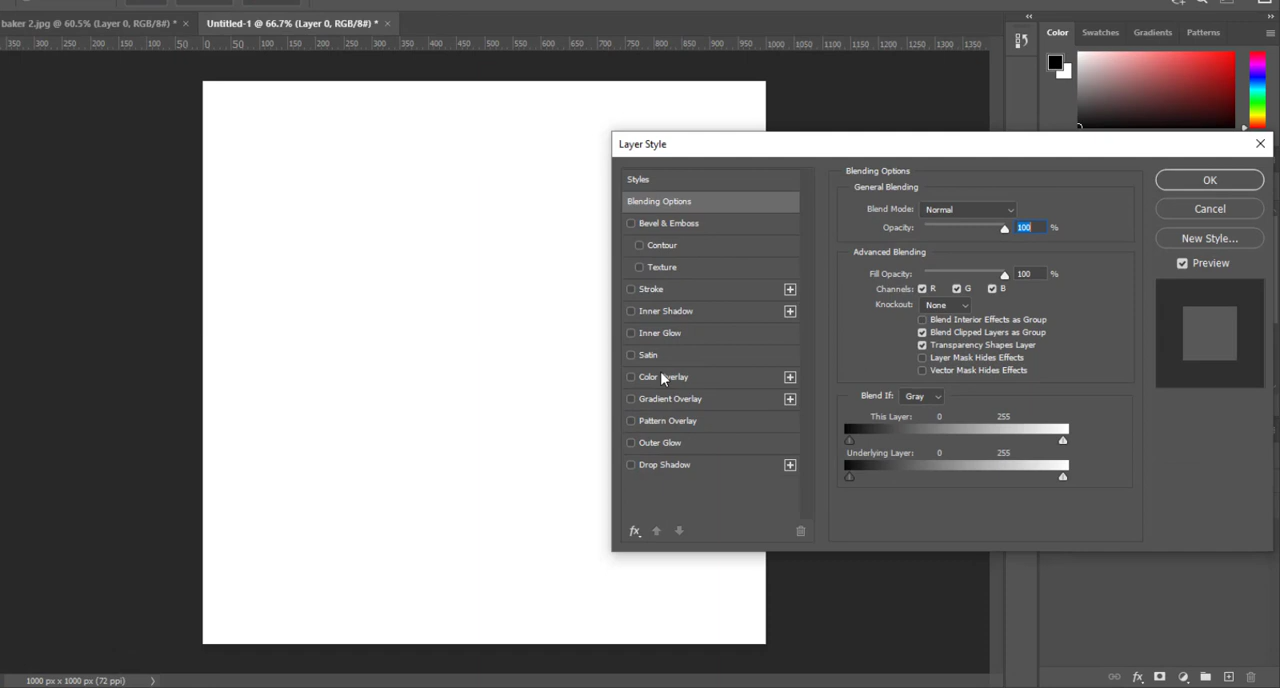 baker 2.jpg @ 60.5% (Layer 0, RGB/8#) *
Untitled-1 @ 66.7% (Layer 0, RGB/8#) *
350 300 250 200 150 100 50 0 50 100 150 200 250 300 350 400 450 500 550 600 650 700 750 800 850 900 950 1000 1050 1100 1150 1200 1250 1300 1350
Color Swatches Gradients Patterns
Layer Style
Styles
Blending Options
Bevel & Emboss
Contour
Texture
Stroke
Inner Shadow
Inner Glow
Satin
Color Overlay
Gradient Overlay
Pattern Overlay
Outer Glow
Drop Shadow
fx
Blending Options
General Blending
Blend Mode: Normal
Opacity: 100 %
Advanced Blending
Fill Opacity: 100 %
Channels: R G B
Knockout: None
Blend Interior Effects as Group
Blend Clipped Layers as Group
Transparency Shapes Layer
Layer Mask Hides Effects
Vector Mask Hides Effects
Blend If: Gray
This Layer: 0 255
Underlying Layer: 0 255
OK
Cancel
New Style...
Preview
1000 px x 1000 px (72 ppi)
fx